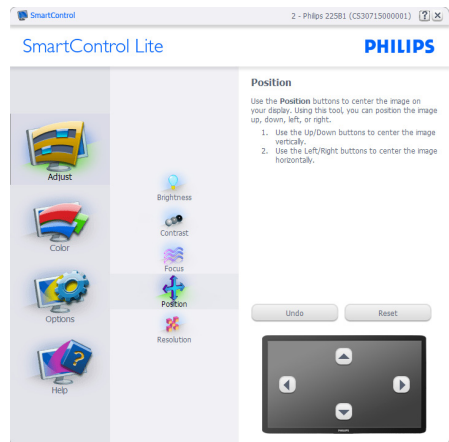 SmartControl
2 - Philips 225B1 (CS30715000001)
?
SmartControl Lite
PHILIPS
Adjust
Color
Options
Help
Brightness
Contrast
Focus
Position
Resolution
Position
Use the Position buttons to center the image on
your display. Using this tool, you can position the image
up, down, left, or right.
1. Use the Up/Down buttons to center the image
vertically.
2. Use the Left/Right buttons to center the image
horizontally.
Undo
Reset
PHILIPS